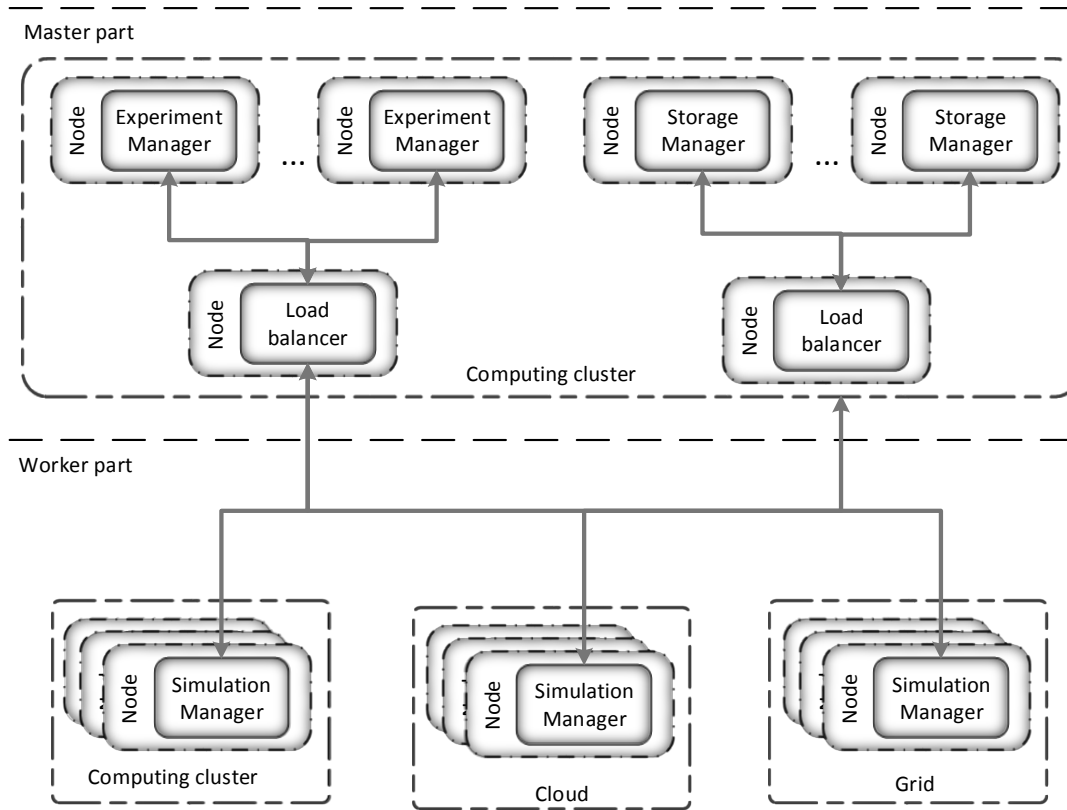 Master part
Node
Experiment
Manager
...
Node
Experiment
Manager
Node
Storage
Manager
...
Node
Storage
Manager
Node
Load
balancer
Node
Load
balancer
Computing cluster
Worker part
Node
Simulation
Manager
Computing cluster
Node
Simulation
Manager
Cloud
Node
Simulation
Manager
Grid